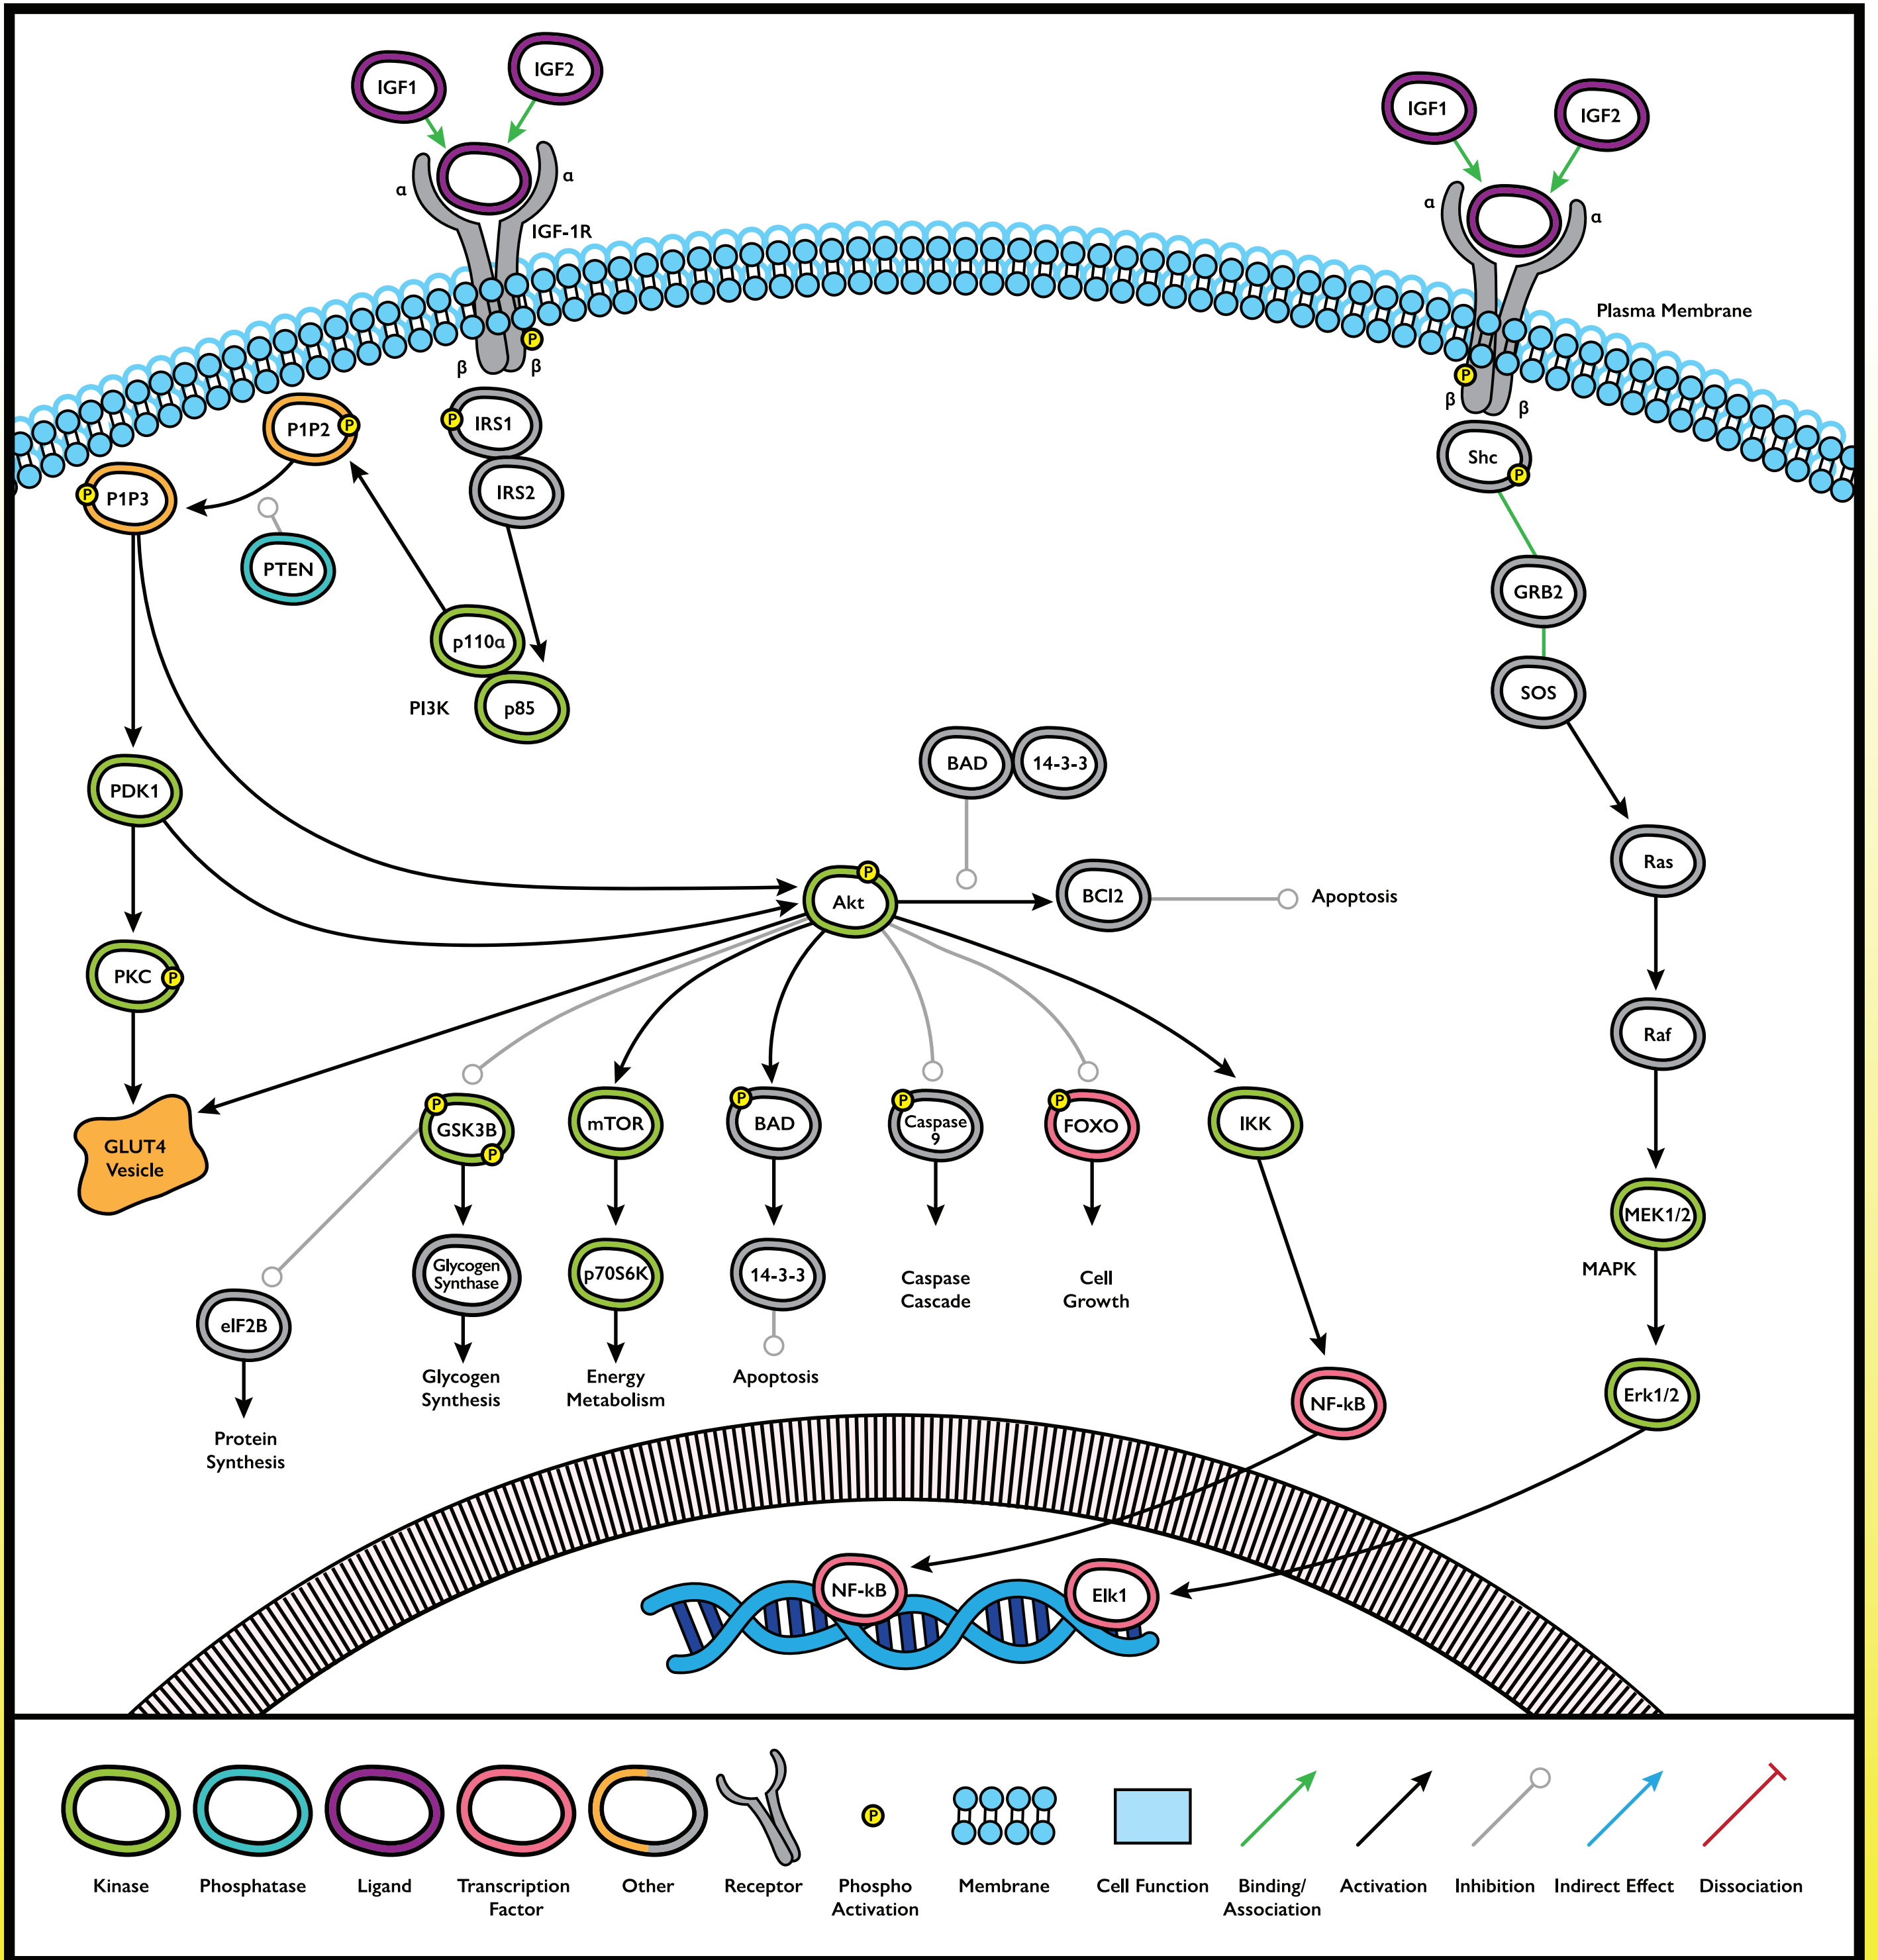 IGF1
IGF2
α
α
IGF-1R
P
β
β
IGF1
IGF2
α
α
Plasma Membrane
P
β
β
P1P2
P
P
IRS1
IRS2
P
P1P3
PTEN
Shc
P
GRB2
SOS
p110α
p85
PI3K
PDK1
BAD
14-3-3
Ras
P
Akt
BCl2
Apoptosis
PKC
P
Raf
GLUT4
Vesicle
P
GSK3B
P
mTOR
P
BAD
P
Caspase
9
P
FOXO
IKK
MEK1/2
MAPK
eIF2B
Glycogen
Synthase
p70S6K
14-3-3
Caspase
Cascade
Cell
Growth
Protein
Synthesis
Glycogen
Synthesis
Energy
Metabolism
Apoptosis
NF-kB
Erk1/2
NF-kB
Elk1
P
Kinase
Phosphatase
Ligand
Transcription
Factor
Other
Receptor
Phospho
Activation
Membrane
Cell Function
Binding/
Association
Activation
Inhibition
Indirect Effect
Dissociation